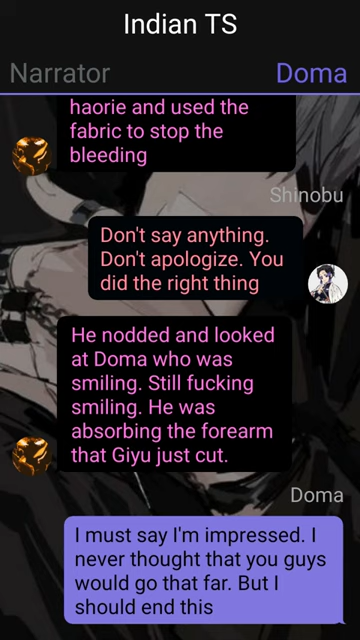 Indian TS
Narrator
Doma
haorie and used the
fabric to stop the
bleeding
Shinobu
Don't say anything.
Don't apologize. You
did the right thing
He nodded and looked
at Doma who was
smiling. Still fucking
smiling. He was
absorbing the forearm
that Giyu just cut.
Doma
I must say I'm impressed. I
never thought that you guys
would go that far. But I
should end this